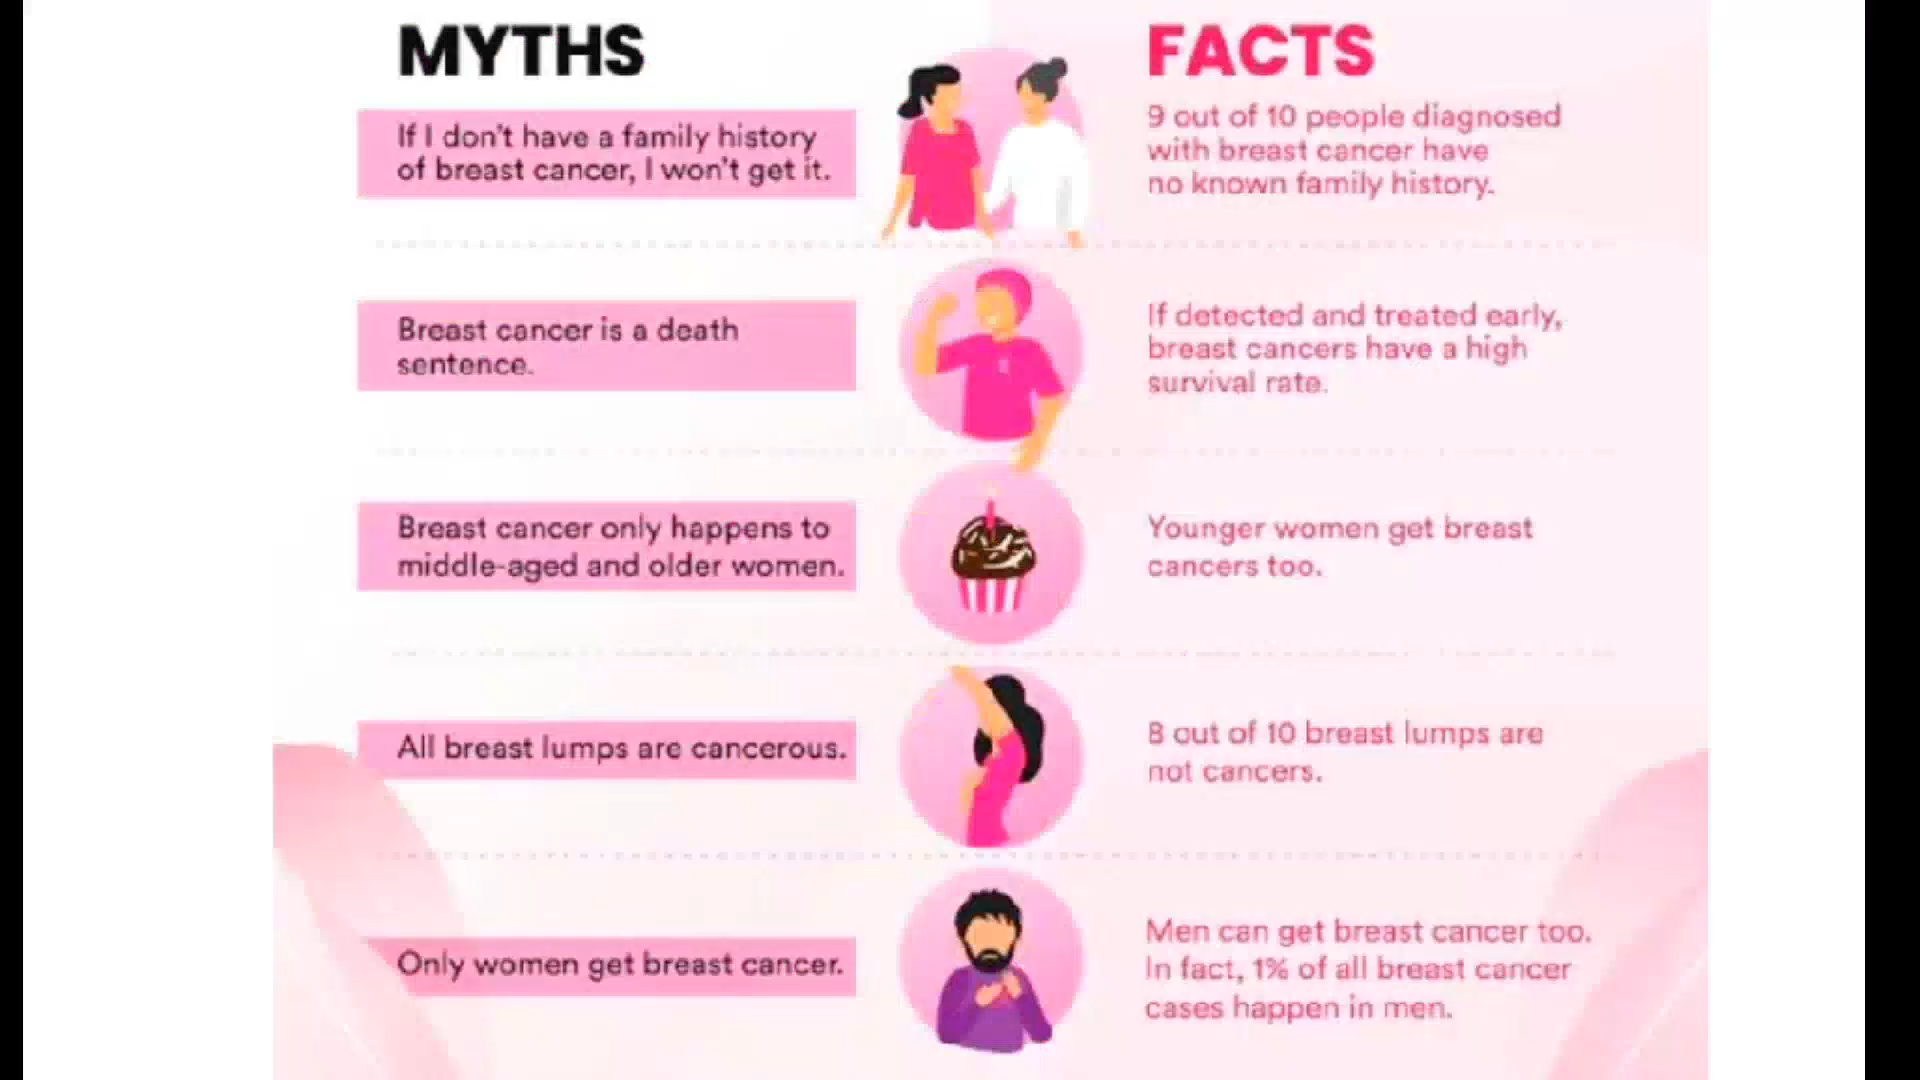 MYTHS
FACTS
If I don't have a family history
of breast cancer, I won't get it.
9 out of 10 people diagnosed
with breast cancer have
no known family history.
Breast cancer is a death
sentence.
If detected and treated early,
breast cancers have a high
survival rate.
Breast cancer only happens to
middle-aged and older women.
Younger women get breast
cancers too.
All breast lumps are cancerous.
8 out of 10 breast lumps are
not cancers.
Only women get breast cancer.
Men can get breast cancer too.
In fact, 1% of all breast cancer
cases happen in men.